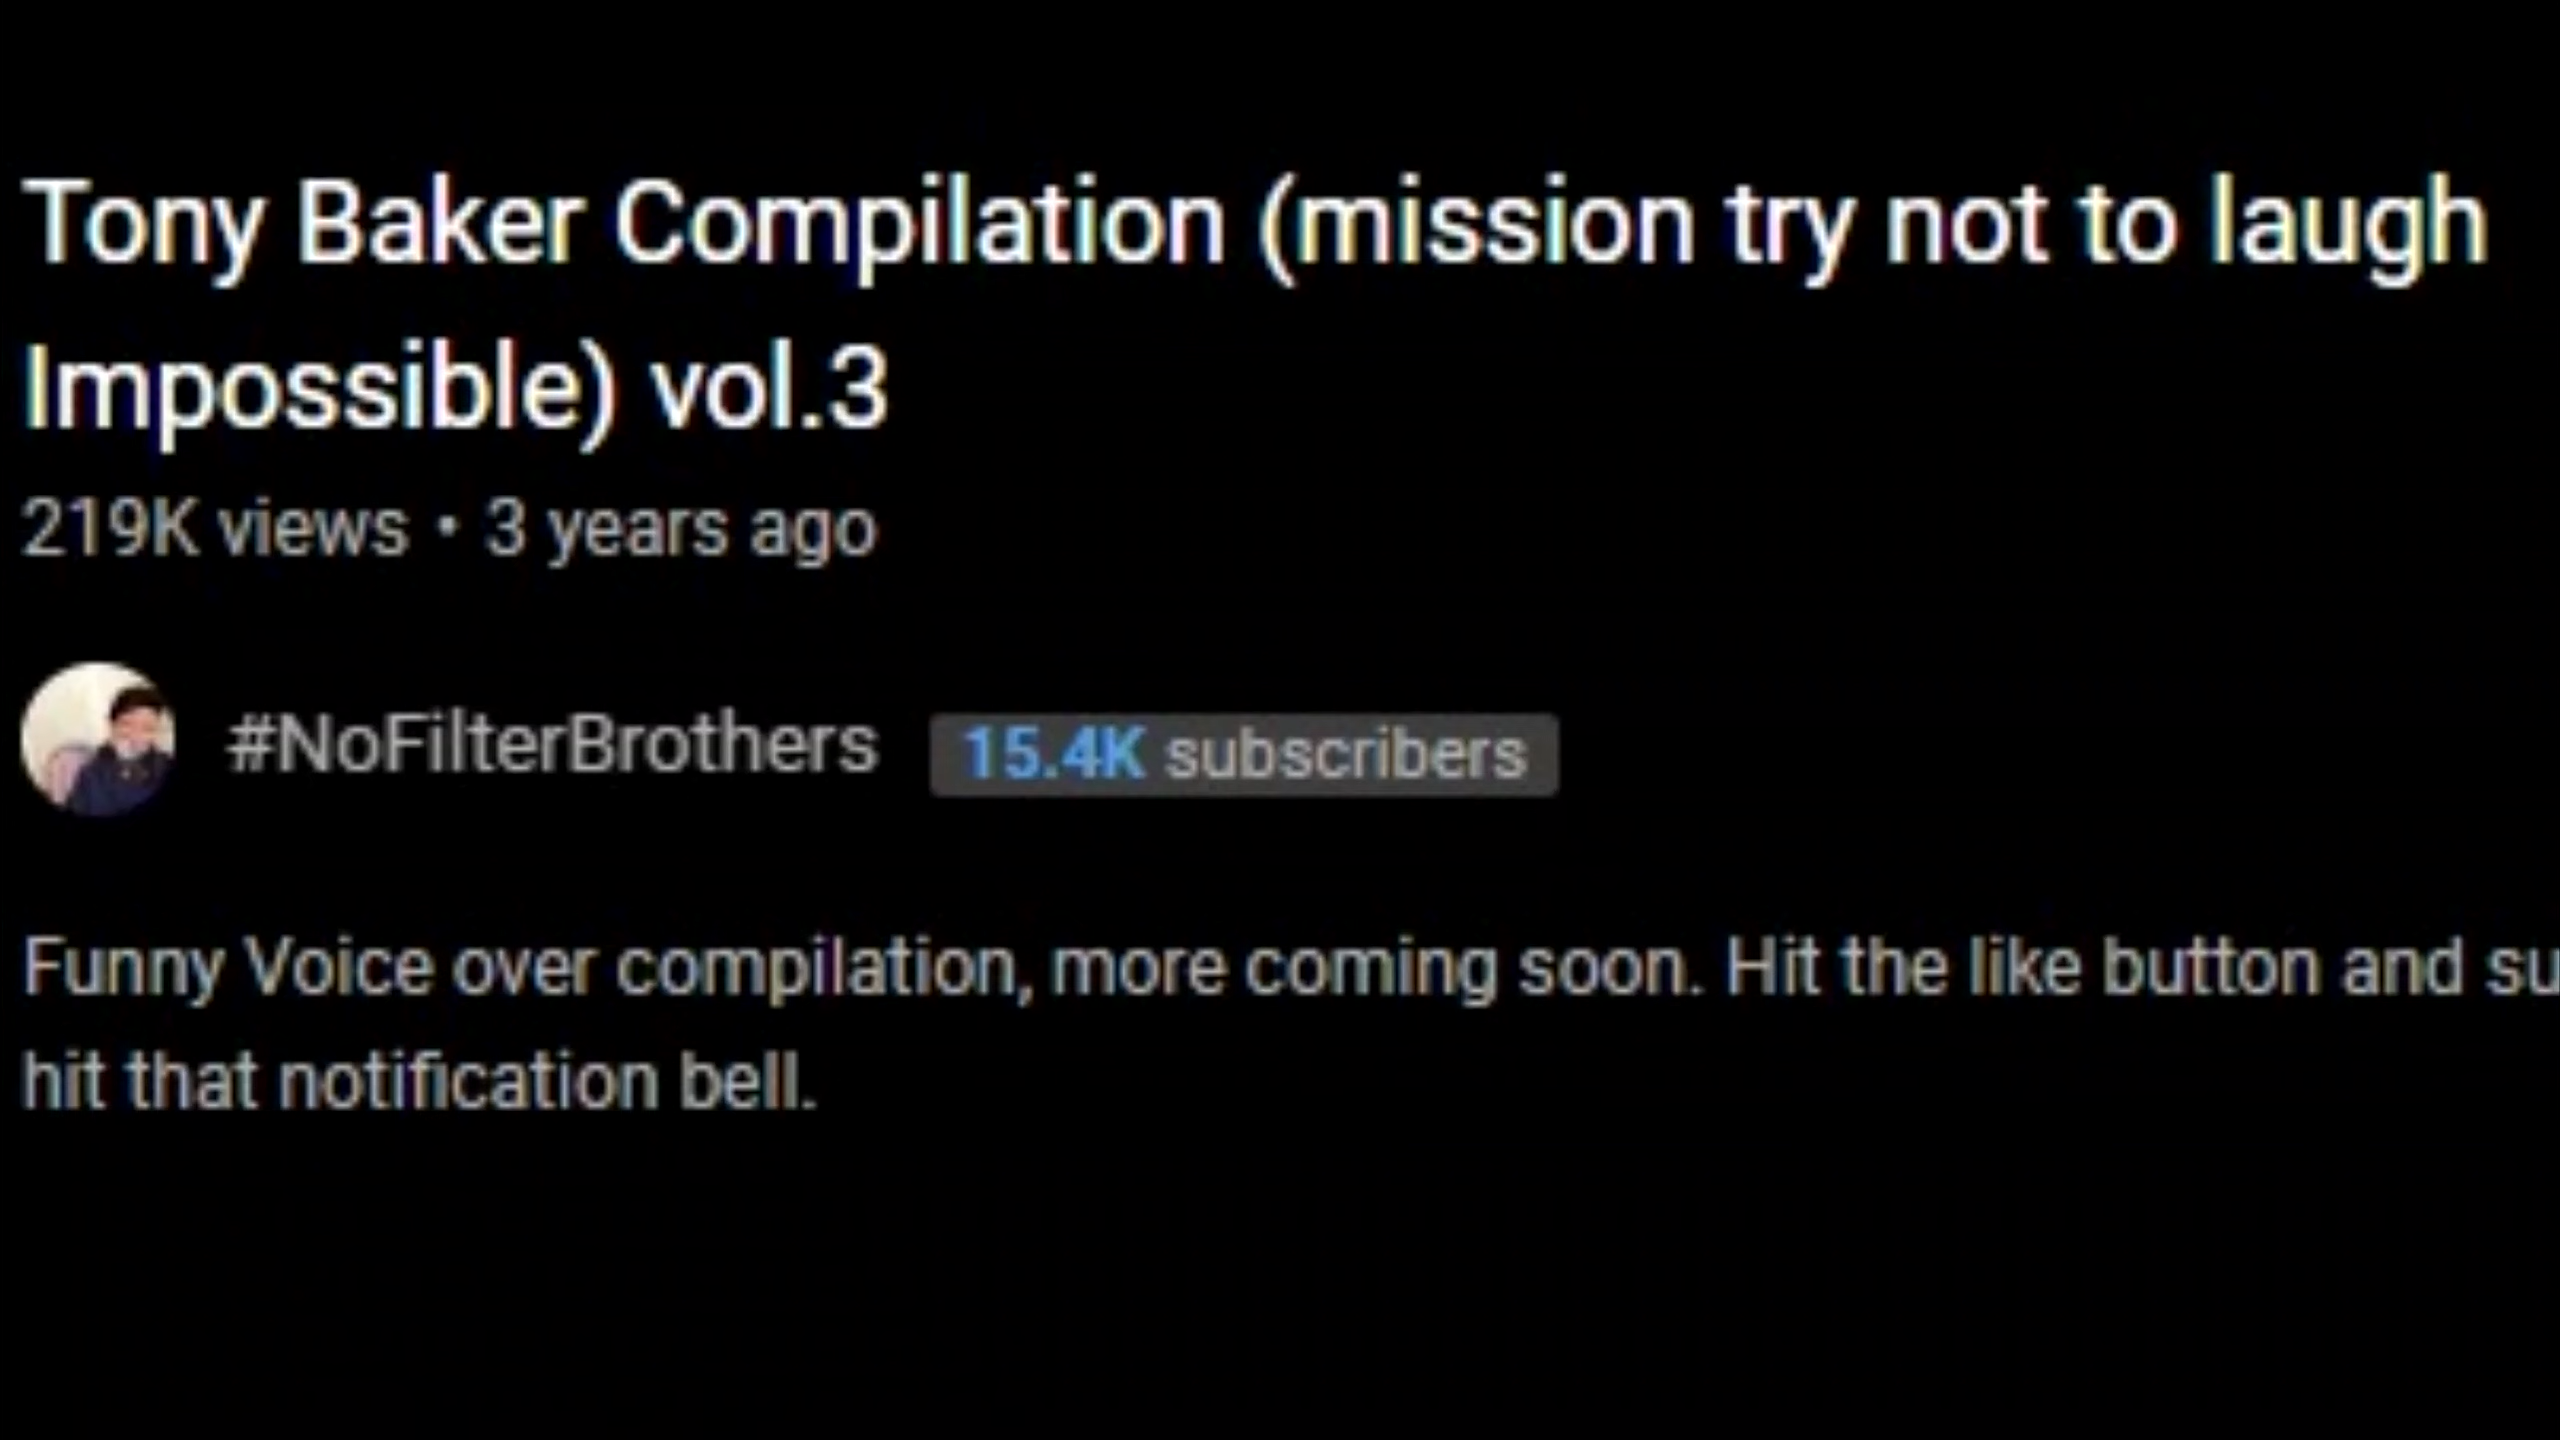 Tony Baker Compilation (mission try not to laugh
Impossible) vol.3
219K views • 3 years ago
#NoFilterBrothers 15.4K subscribers
Funny Voice over compilation, more coming soon. Hit the like button and su
hit that notification bell.